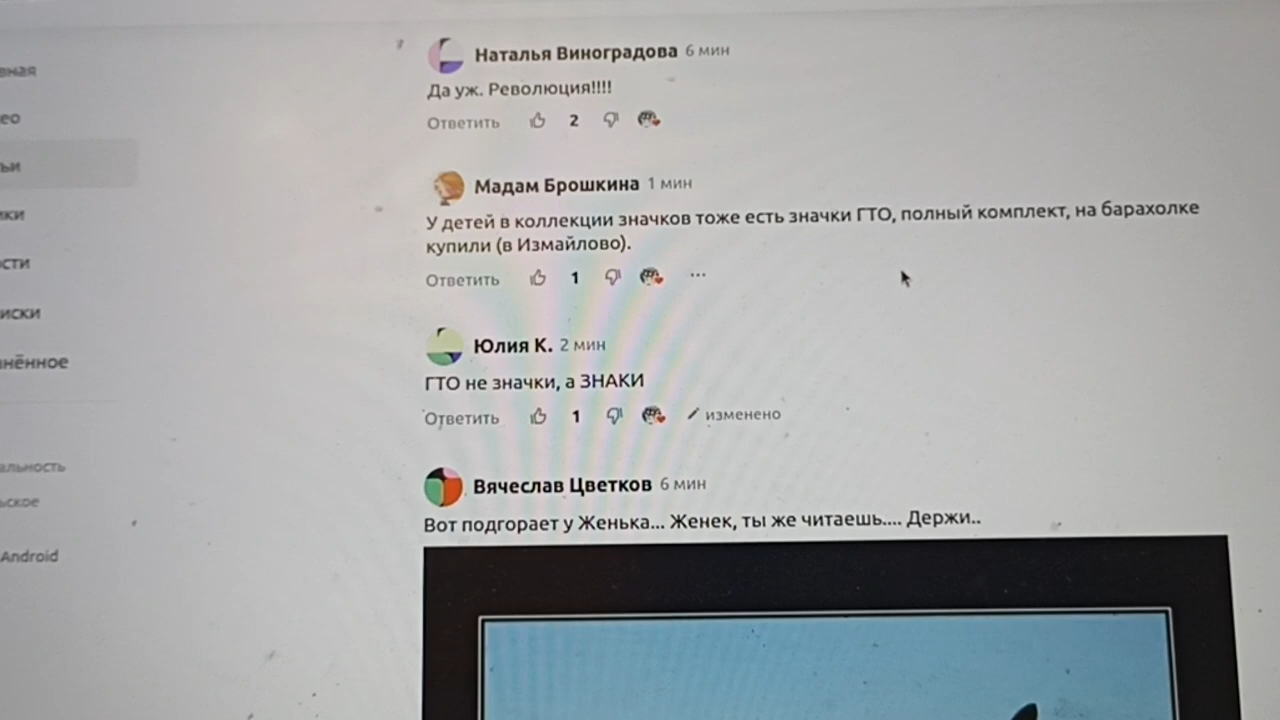 вная
Наталья Виноградова 6 мин
Да уж. Революция!!!!
ео
Ответить 2
ьи
Мадам Брошкина 1 мин
ики
У детей в коллекции значков тоже есть значки ГТО, полный комплект, на барахолке
купили (в Измайлово).
ости
Ответить 1 ...
иски
Юлия К. 2 мин
нённое
ГТО не значки, а ЗНАКИ
Ответить 1 изменено
альность
Вячеслав Цветков 6 мин
ьское
Вот подгорает у Женька... Женек, ты же читаешь.... Держи..
Android